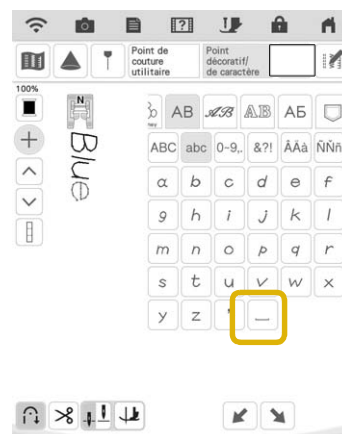 Point de
couture
utilitaire
Point
décoratif/
de caractère
100%
N
Blue
AB AB AB АБ
ABC abc 0-9,. &?! ÄÃà ÑÑñ
a b c d e f
g h i j k l
m n o p q r
s t u v w x
y z ' _